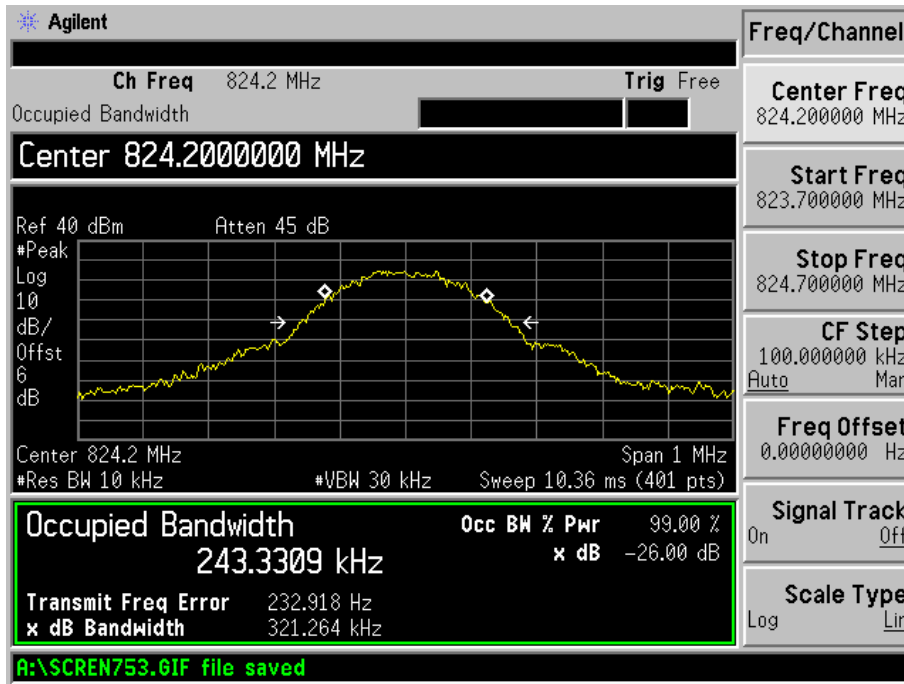 Agilent
Freq/Channel
Ch Freq 824.2 MHz Trig Free
Occupied Bandwidth
Center 824.2000000 MHz
Ref 40 dBm Atten 45 dB
#Peak
Log
10
dB/
Offst
6
dB
Center 824.2 MHz Span 1 MHz
#Res BW 10 kHz #VBW 30 kHz Sweep 10.36 ms (401 pts)
Occupied Bandwidth Occ BW % Pwr 99.00 %
243.3309 kHz x dB -26.00 dB
Transmit Freq Error 232.918 Hz
x dB Bandwidth 321.264 kHz
A:\SCREN753.GIF file saved
Center Freq
824.200000 MHz
Start Freq
823.700000 MHz
Stop Freq
824.700000 MHz
CF Step
100.000000 kHz
Auto Man
Freq Offset
0.00000000 Hz
Signal Track
On Off
Scale Type
Log Lin